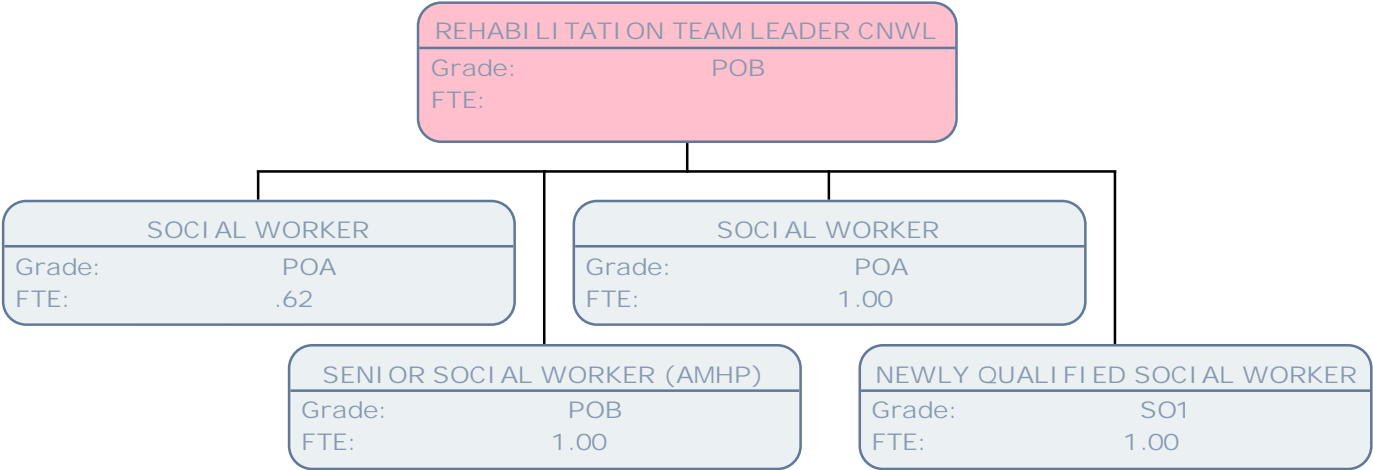 REHABILITATION TEAM LEADER CNWL
Grade: POB
FTE:
SOCIAL WORKER
Grade: POA
FTE: .62
SOCIAL WORKER
Grade: POA
FTE: 1.00
SENIOR SOCIAL WORKER (AMHP)
Grade: POB
FTE: 1.00
NEWLY QUALIFIED SOCIAL WORKER
Grade: SO1
FTE: 1.00